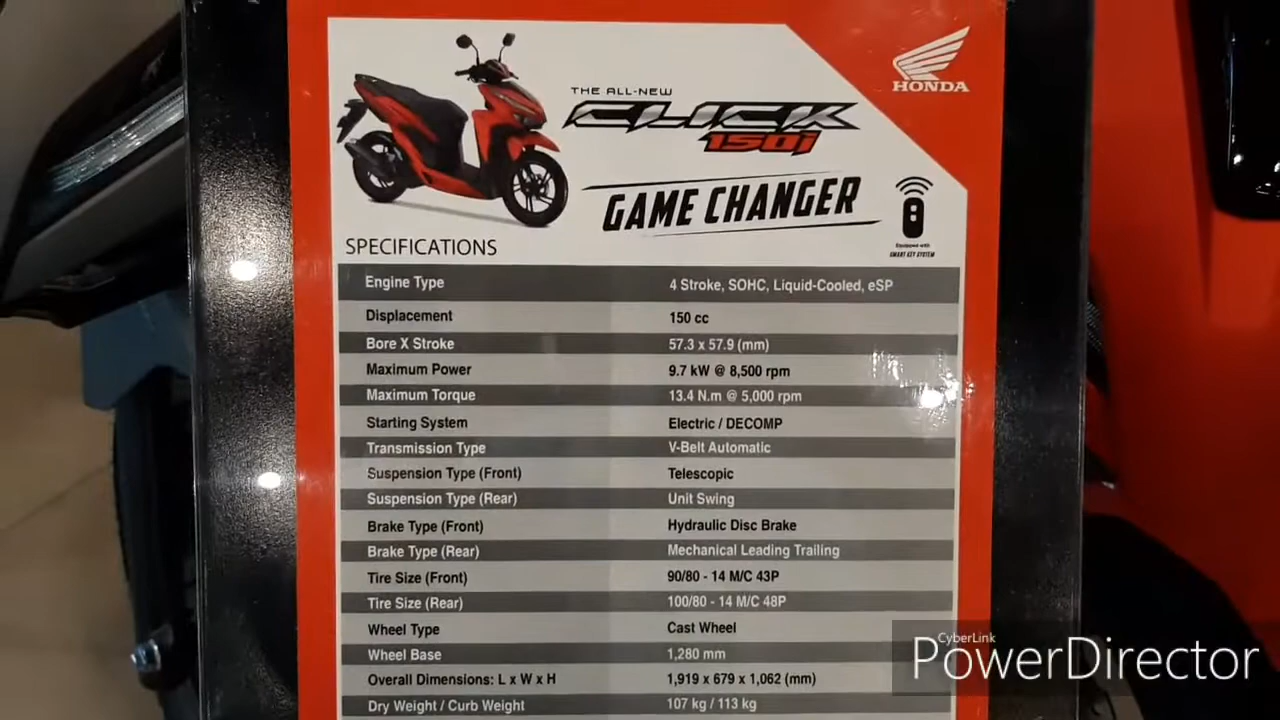 HONDA
THE ALL-NEW
CLICK
150i
GAME CHANGER
Equipped with
SMART KEY SYSTEM
SPECIFICATIONS
Engine Type 4 Stroke, SOHC, Liquid-Cooled, eSP
Displacement 150 cc
Bore X Stroke 57.3 x 57.9 (mm)
Maximum Power 9.7 kW @ 8,500 rpm
Maximum Torque 13.4 N.m @ 5,000 rpm
Starting System Electric / DECOMP
Transmission Type V-Belt Automatic
Suspension Type (Front) Telescopic
Suspension Type (Rear) Unit Swing
Brake Type (Front) Hydraulic Disc Brake
Brake Type (Rear) Mechanical Leading Trailing
Tire Size (Front) 90/80 - 14 M/C 43P
Tire Size (Rear) 100/80 - 14 M/C 48P
Wheel Type Cast Wheel
Wheel Base 1,280 mm
Overall Dimensions: L x W x H 1,919 x 679 x 1,062 (mm)
Dry Weight / Curb Weight 107 kg / 113 kg
CyberLink
PowerDirector